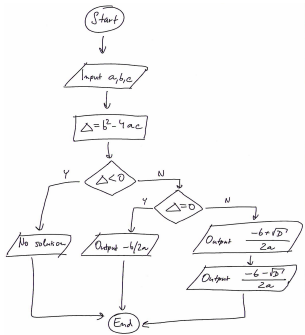 Start
Input a,b,c
Δ=b²-4ac
Δ<0
Y
N
Δ=0
Y
N
No solution
Output -b/2a
Output (-b+√D)/2a
Output (-b-√D)/2a
End